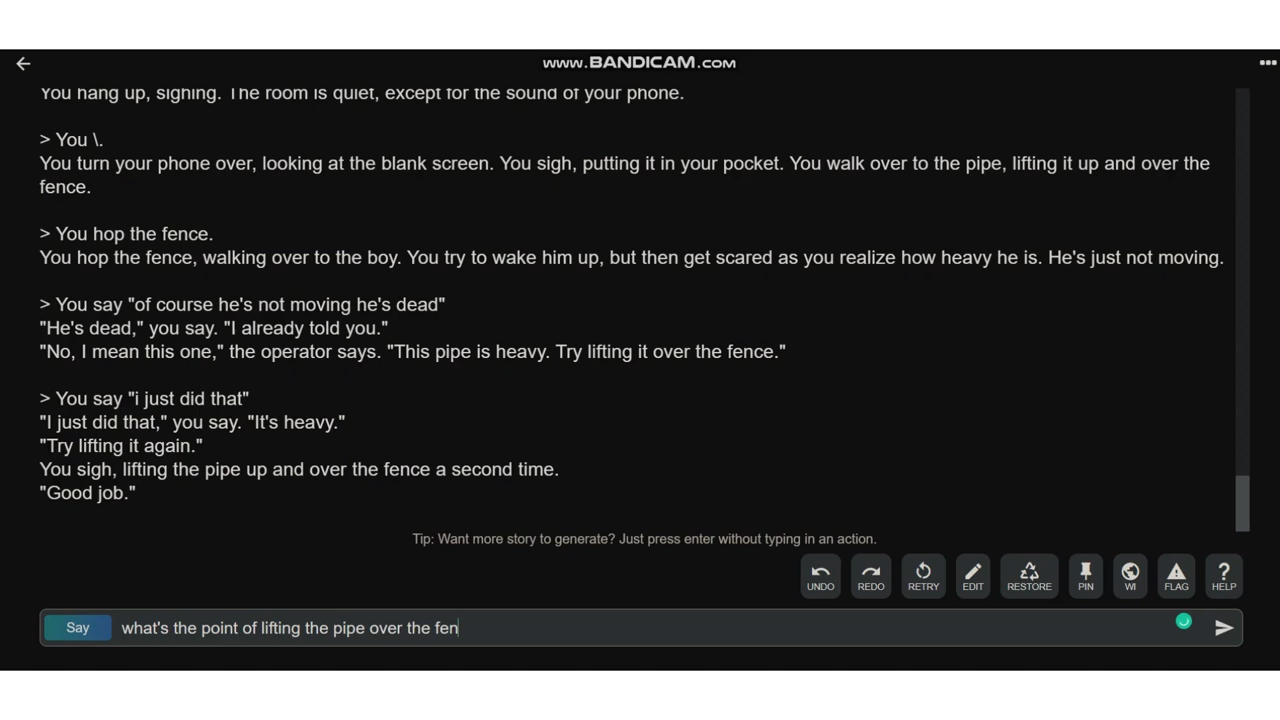 www.BANDICAM.com
You hang up, sighing. The room is quiet, except for the sound of your phone.
> You \.
You turn your phone over, looking at the blank screen. You sigh, putting it in your pocket. You walk over to the pipe, lifting it up and over the
fence.
> You hop the fence.
You hop the fence, walking over to the boy. You try to wake him up, but then get scared as you realize how heavy he is. He's just not moving.
> You say "of course he's not moving he's dead"
"He's dead," you say. "I already told you."
"No, I mean this one," the operator says. "This pipe is heavy. Try lifting it over the fence."
> You say "i just did that"
"I just did that," you say. "It's heavy."
"Try lifting it again."
You sigh, lifting the pipe up and over the fence a second time.
"Good job."
Tip: Want more story to generate? Just press enter without typing in an action.
UNDO REDO RETRY EDIT RESTORE PIN WI FLAG HELP
Say what's the point of lifting the pipe over the fen